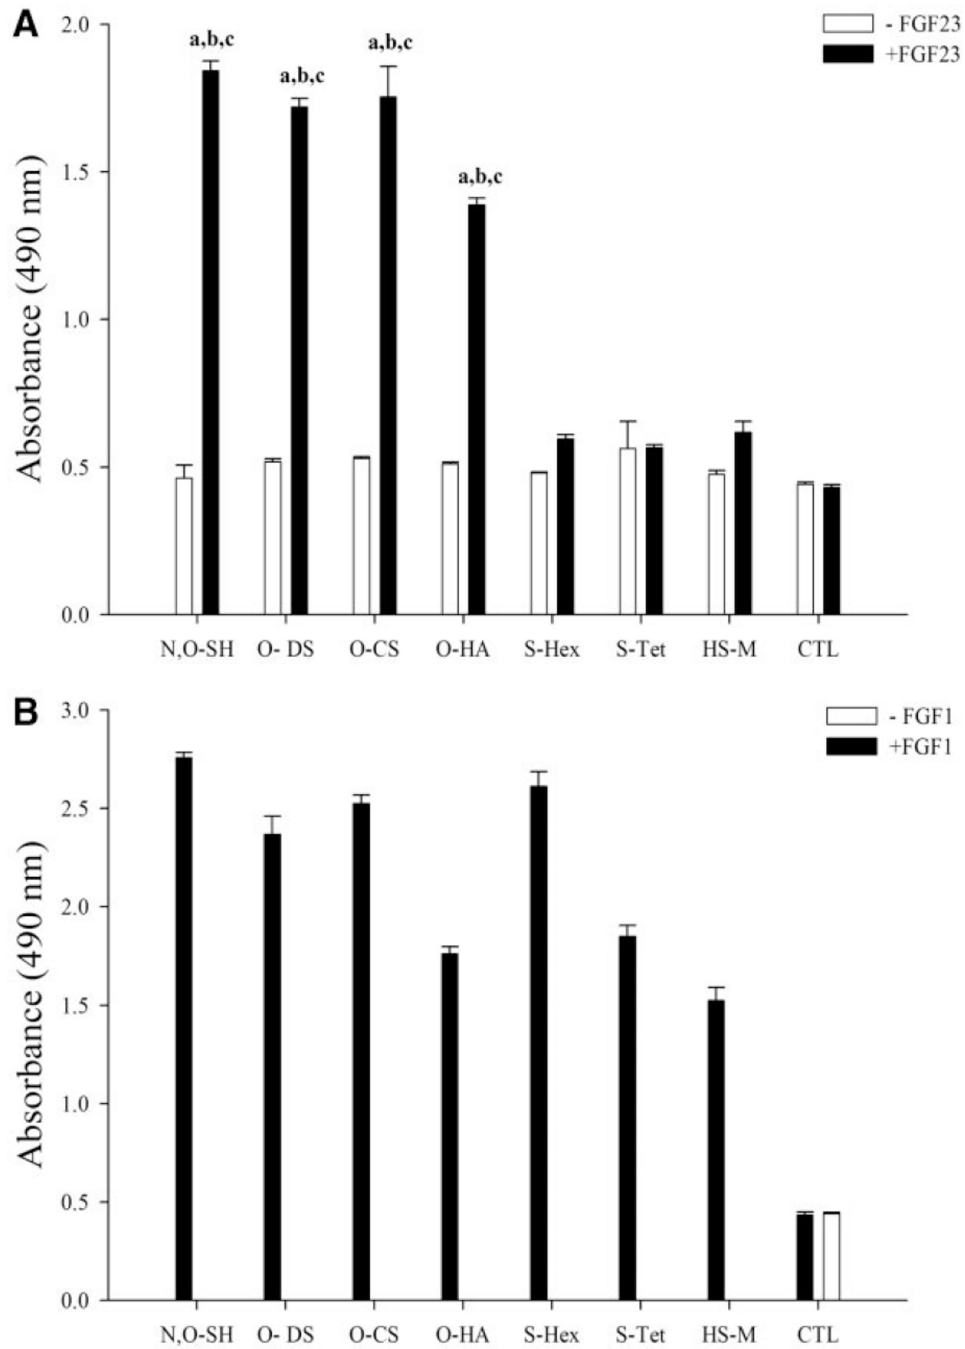 A
- FGF23
+FGF23
Absorbance (490 nm)
2.0
1.5
1.0
0.5
0.0
a,b,c
a,b,c
a,b,c
a,b,c
N,O-SH O- DS O-CS O-HA S-Hex S-Tet HS-M CTL
B
- FGF1
+FGF1
Absorbance (490 nm)
3.0
2.5
2.0
1.5
1.0
0.5
0.0
N,O-SH O- DS O-CS O-HA S-Hex S-Tet HS-M CTL